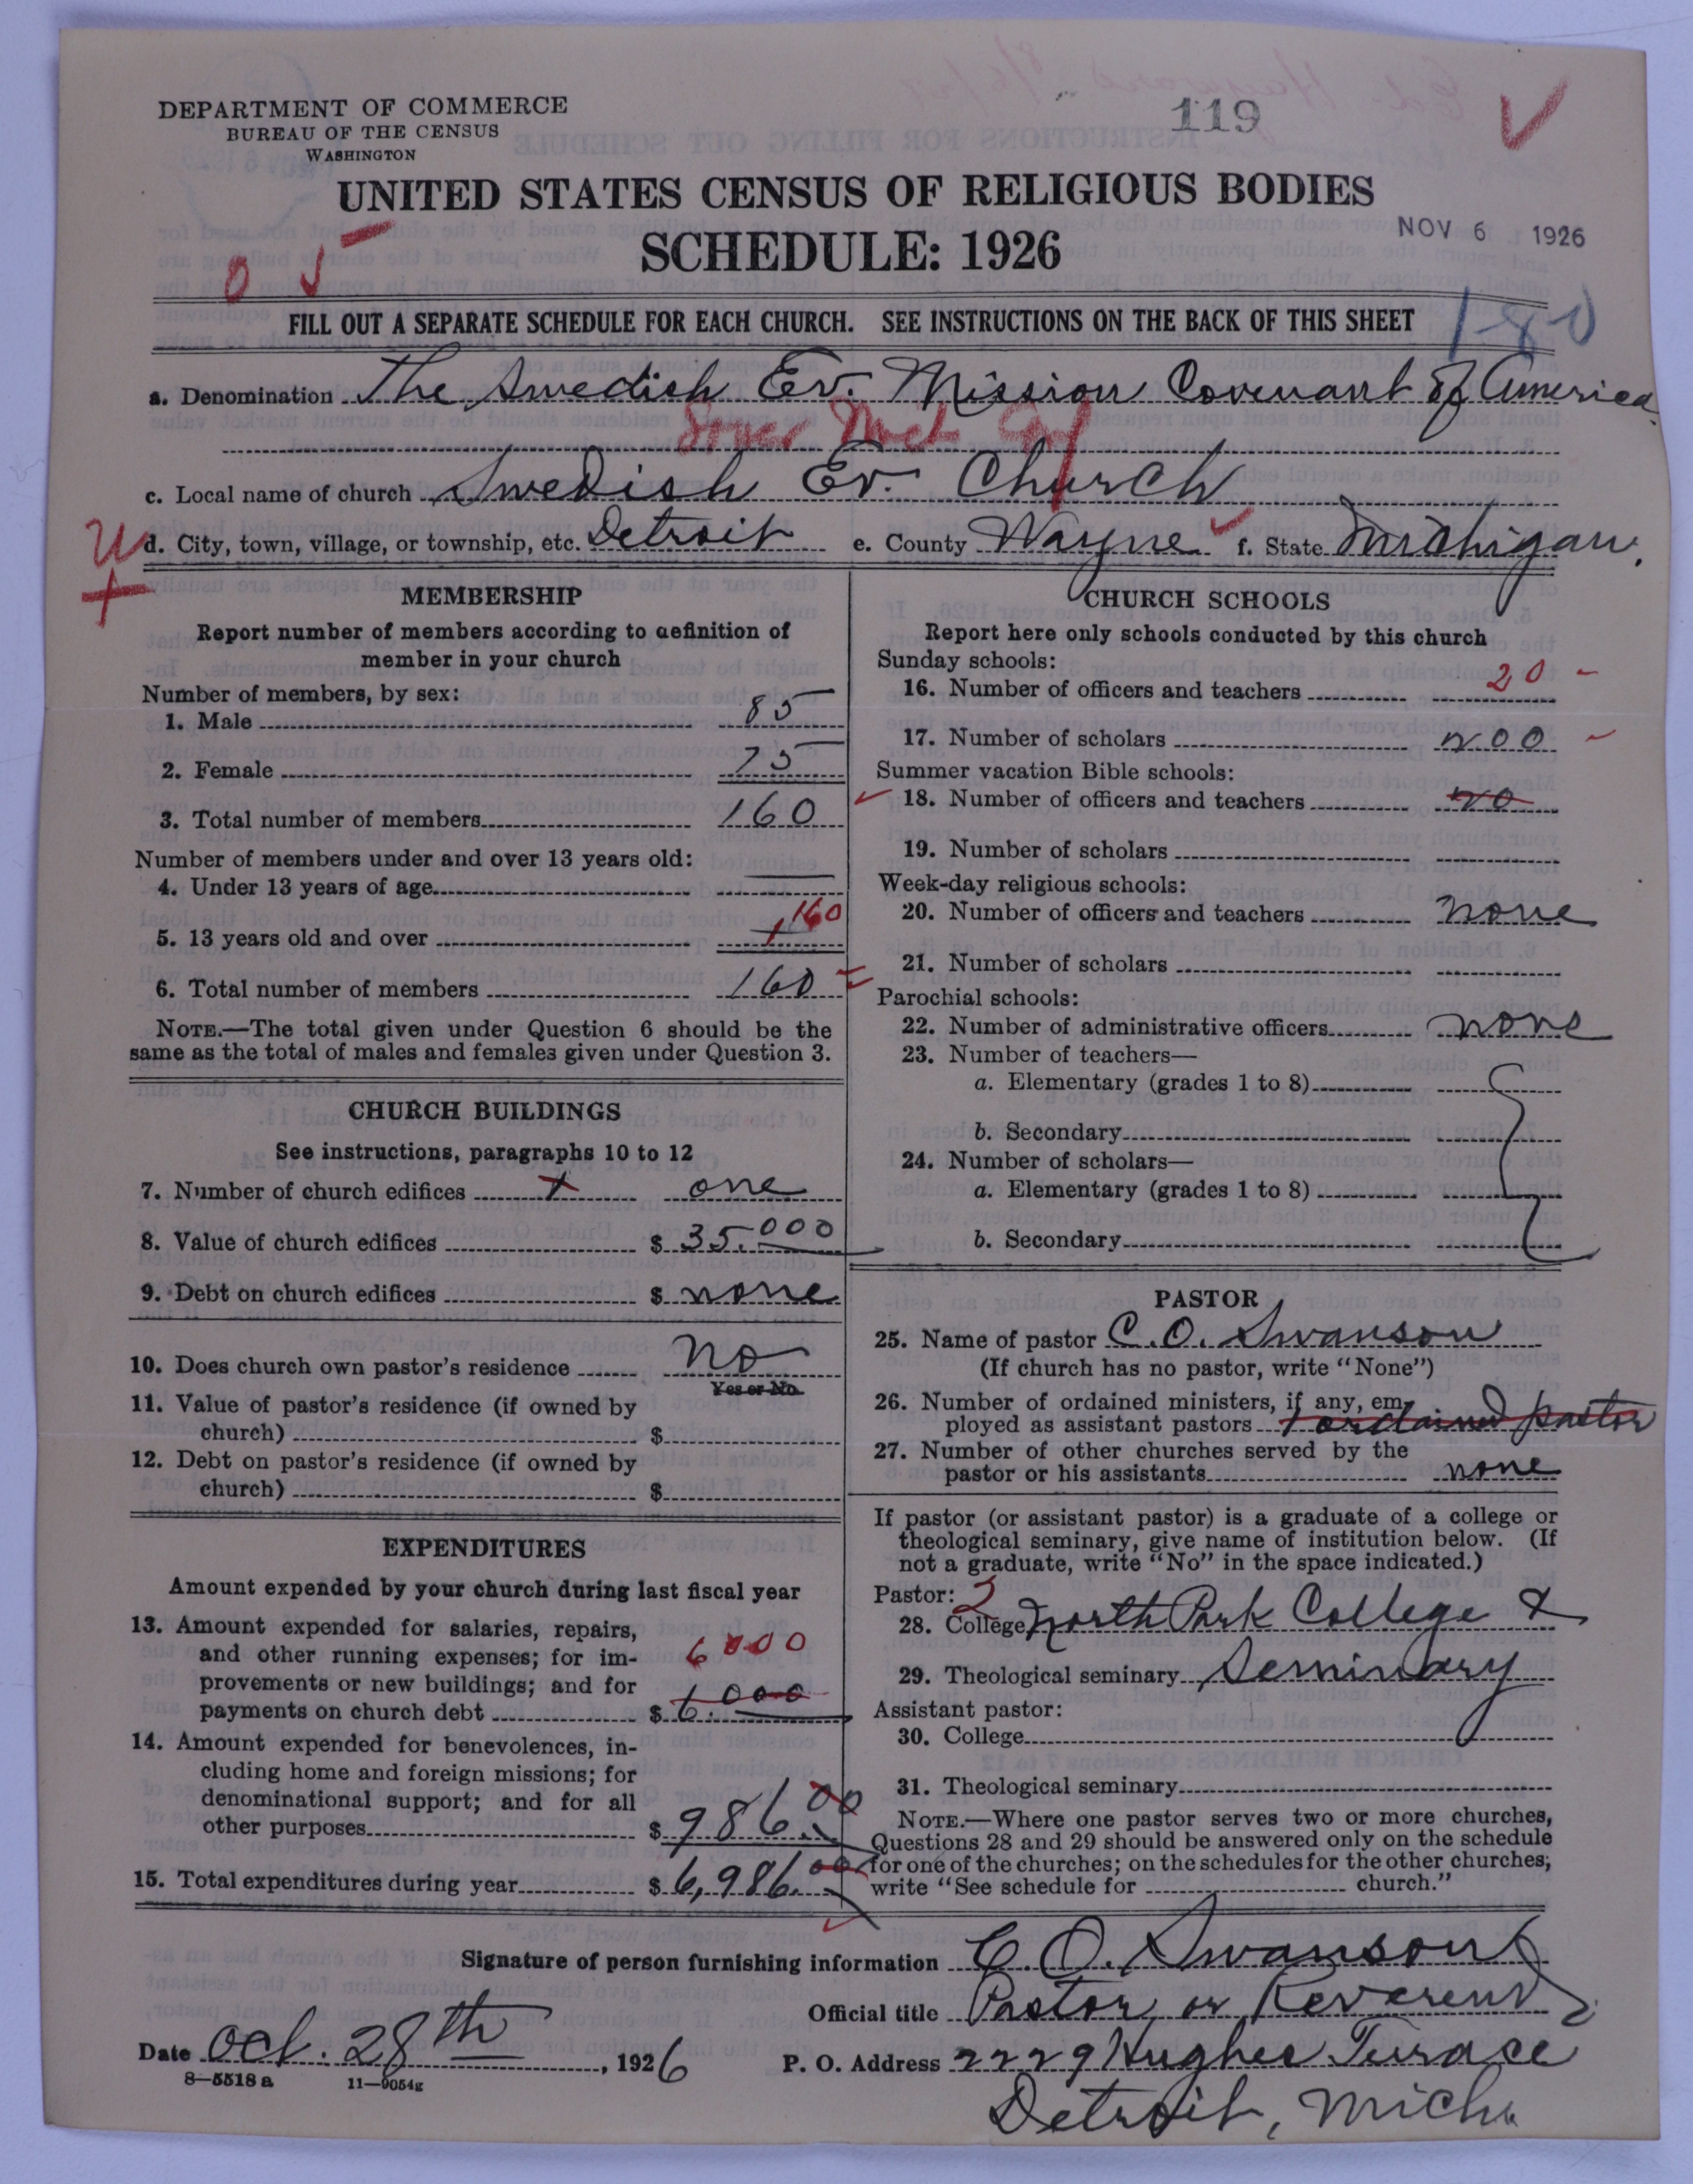 DEPARTMENT OF COMMERCE
BUREAU OF THE CENSUS
WASHINGTON
119
UNITED STATES CENSUS OF RELIGIOUS BODIES
SCHEDULE: 1926
NOV 6 1926
FILL OUT A SEPARATE SCHEDULE FOR EACH CHURCH. SEE INSTRUCTIONS ON THE BACK OF THIS SHEET
1-80
a. Denomination The Swedish Ev. Mission Covenant of America
c. Local name of church Swedish Ev. Church
d. City, town, village, or township, etc. Detroit e. County Wayne f. State Michigan.
MEMBERSHIP
Report number of members according to definition of
member in your church
Number of members, by sex:
1. Male 85
2. Female 75
3. Total number of members 160
Number of members under and over 13 years old:
4. Under 13 years of age
5. 13 years old and over 160
6. Total number of members 160
NOTE.—The total given under Question 6 should be the
same as the total of males and females given under Question 3.
CHURCH BUILDINGS
See instructions, paragraphs 10 to 12
7. Number of church edifices one
8. Value of church edifices $ 35.000
9. Debt on church edifices $ none
10. Does church own pastor's residence no
Yes or No
11. Value of pastor's residence (if owned by
church) $
12. Debt on pastor's residence (if owned by
church) $
EXPENDITURES
Amount expended by your church during last fiscal year
13. Amount expended for salaries, repairs,
and other running expenses; for im-
6000
provements or new buildings; and for
payments on church debt $ 6.000
14. Amount expended for benevolences, in-
cluding home and foreign missions; for
denominational support; and for all
other purposes $ 986.00
15. Total expenditures during year $ 6,986.00
CHURCH SCHOOLS
Report here only schools conducted by this church
Sunday schools:
16. Number of officers and teachers 20
17. Number of scholars 200
Summer vacation Bible schools:
18. Number of officers and teachers 20
19. Number of scholars
Week-day religious schools:
20. Number of officers and teachers none
21. Number of scholars
Parochial schools:
22. Number of administrative officers none
23. Number of teachers—
a. Elementary (grades 1 to 8)
b. Secondary
24. Number of scholars—
a. Elementary (grades 1 to 8)
b. Secondary
PASTOR
25. Name of pastor C.O. Swanson
(If church has no pastor, write "None")
26. Number of ordained ministers, if any, em-
ployed as assistant pastors 1 ordained pastor
27. Number of other churches served by the
pastor or his assistants none
If pastor (or assistant pastor) is a graduate of a college or
theological seminary, give name of institution below. (If
not a graduate, write "No" in the space indicated.)
Pastor: 2
28. College North Park College &
29. Theological seminary Seminary
Assistant pastor:
30. College
31. Theological seminary
NOTE.—Where one pastor serves two or more churches,
Questions 28 and 29 should be answered only on the schedule
for one of the churches; on the schedules for the other churches,
write "See schedule for church."
Signature of person furnishing information C. O. Swanson
Official title Pastor or Reverend
Date Oct. 28th, 1926 P. O. Address 2229 Hughes Terrace
8—5518 a 11—9054g
Detroit, Mich.